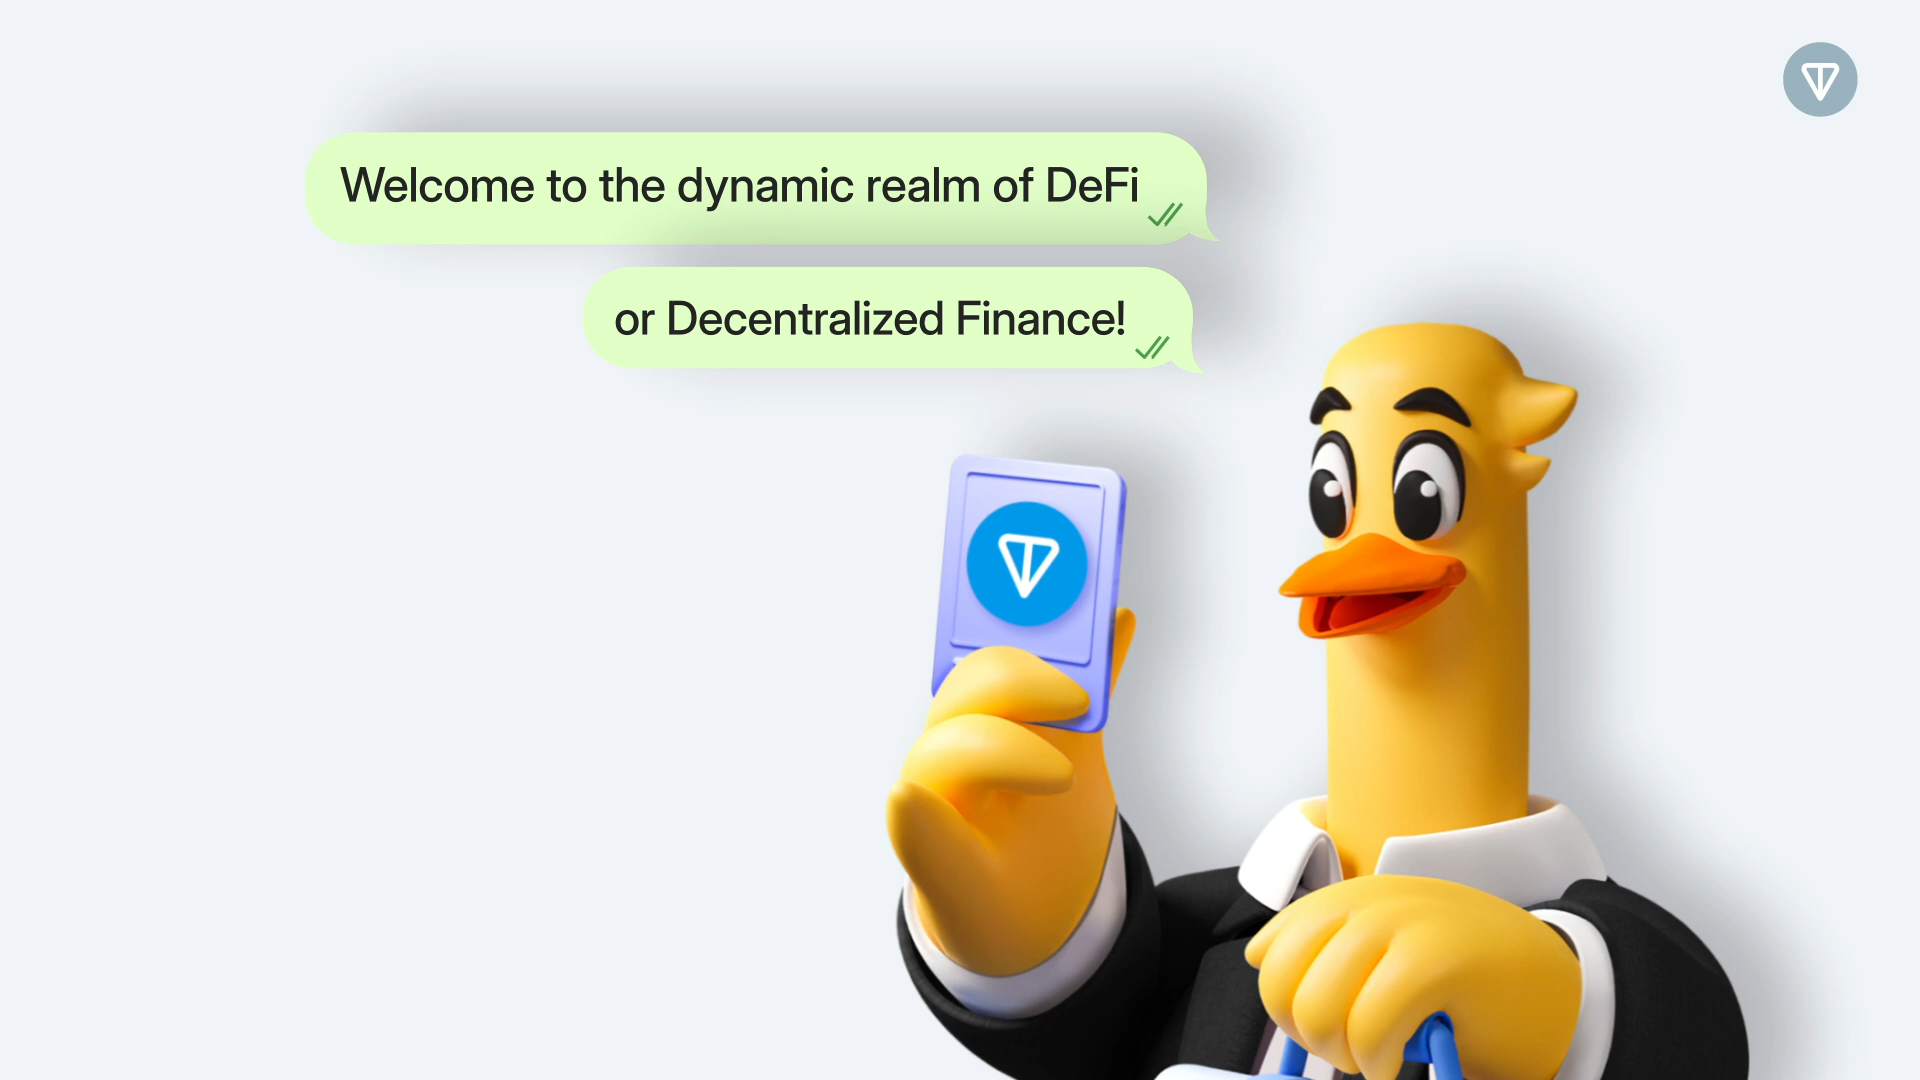 Welcome to the dynamic realm of DeFi
or Decentralized Finance!